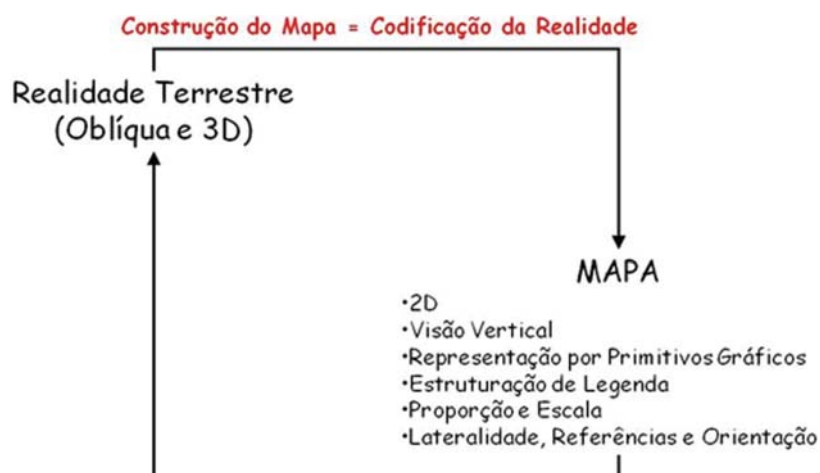 Construção do Mapa = Codificação da Realidade
Realidade Terrestre
(Oblíqua e 3D)
MAPA
•2D
•Visão Vertical
•Representação por Primitivos Gráficos
•Estruturação de Legenda
•Proporção e Escala
•Lateralidade, Referências e Orientação